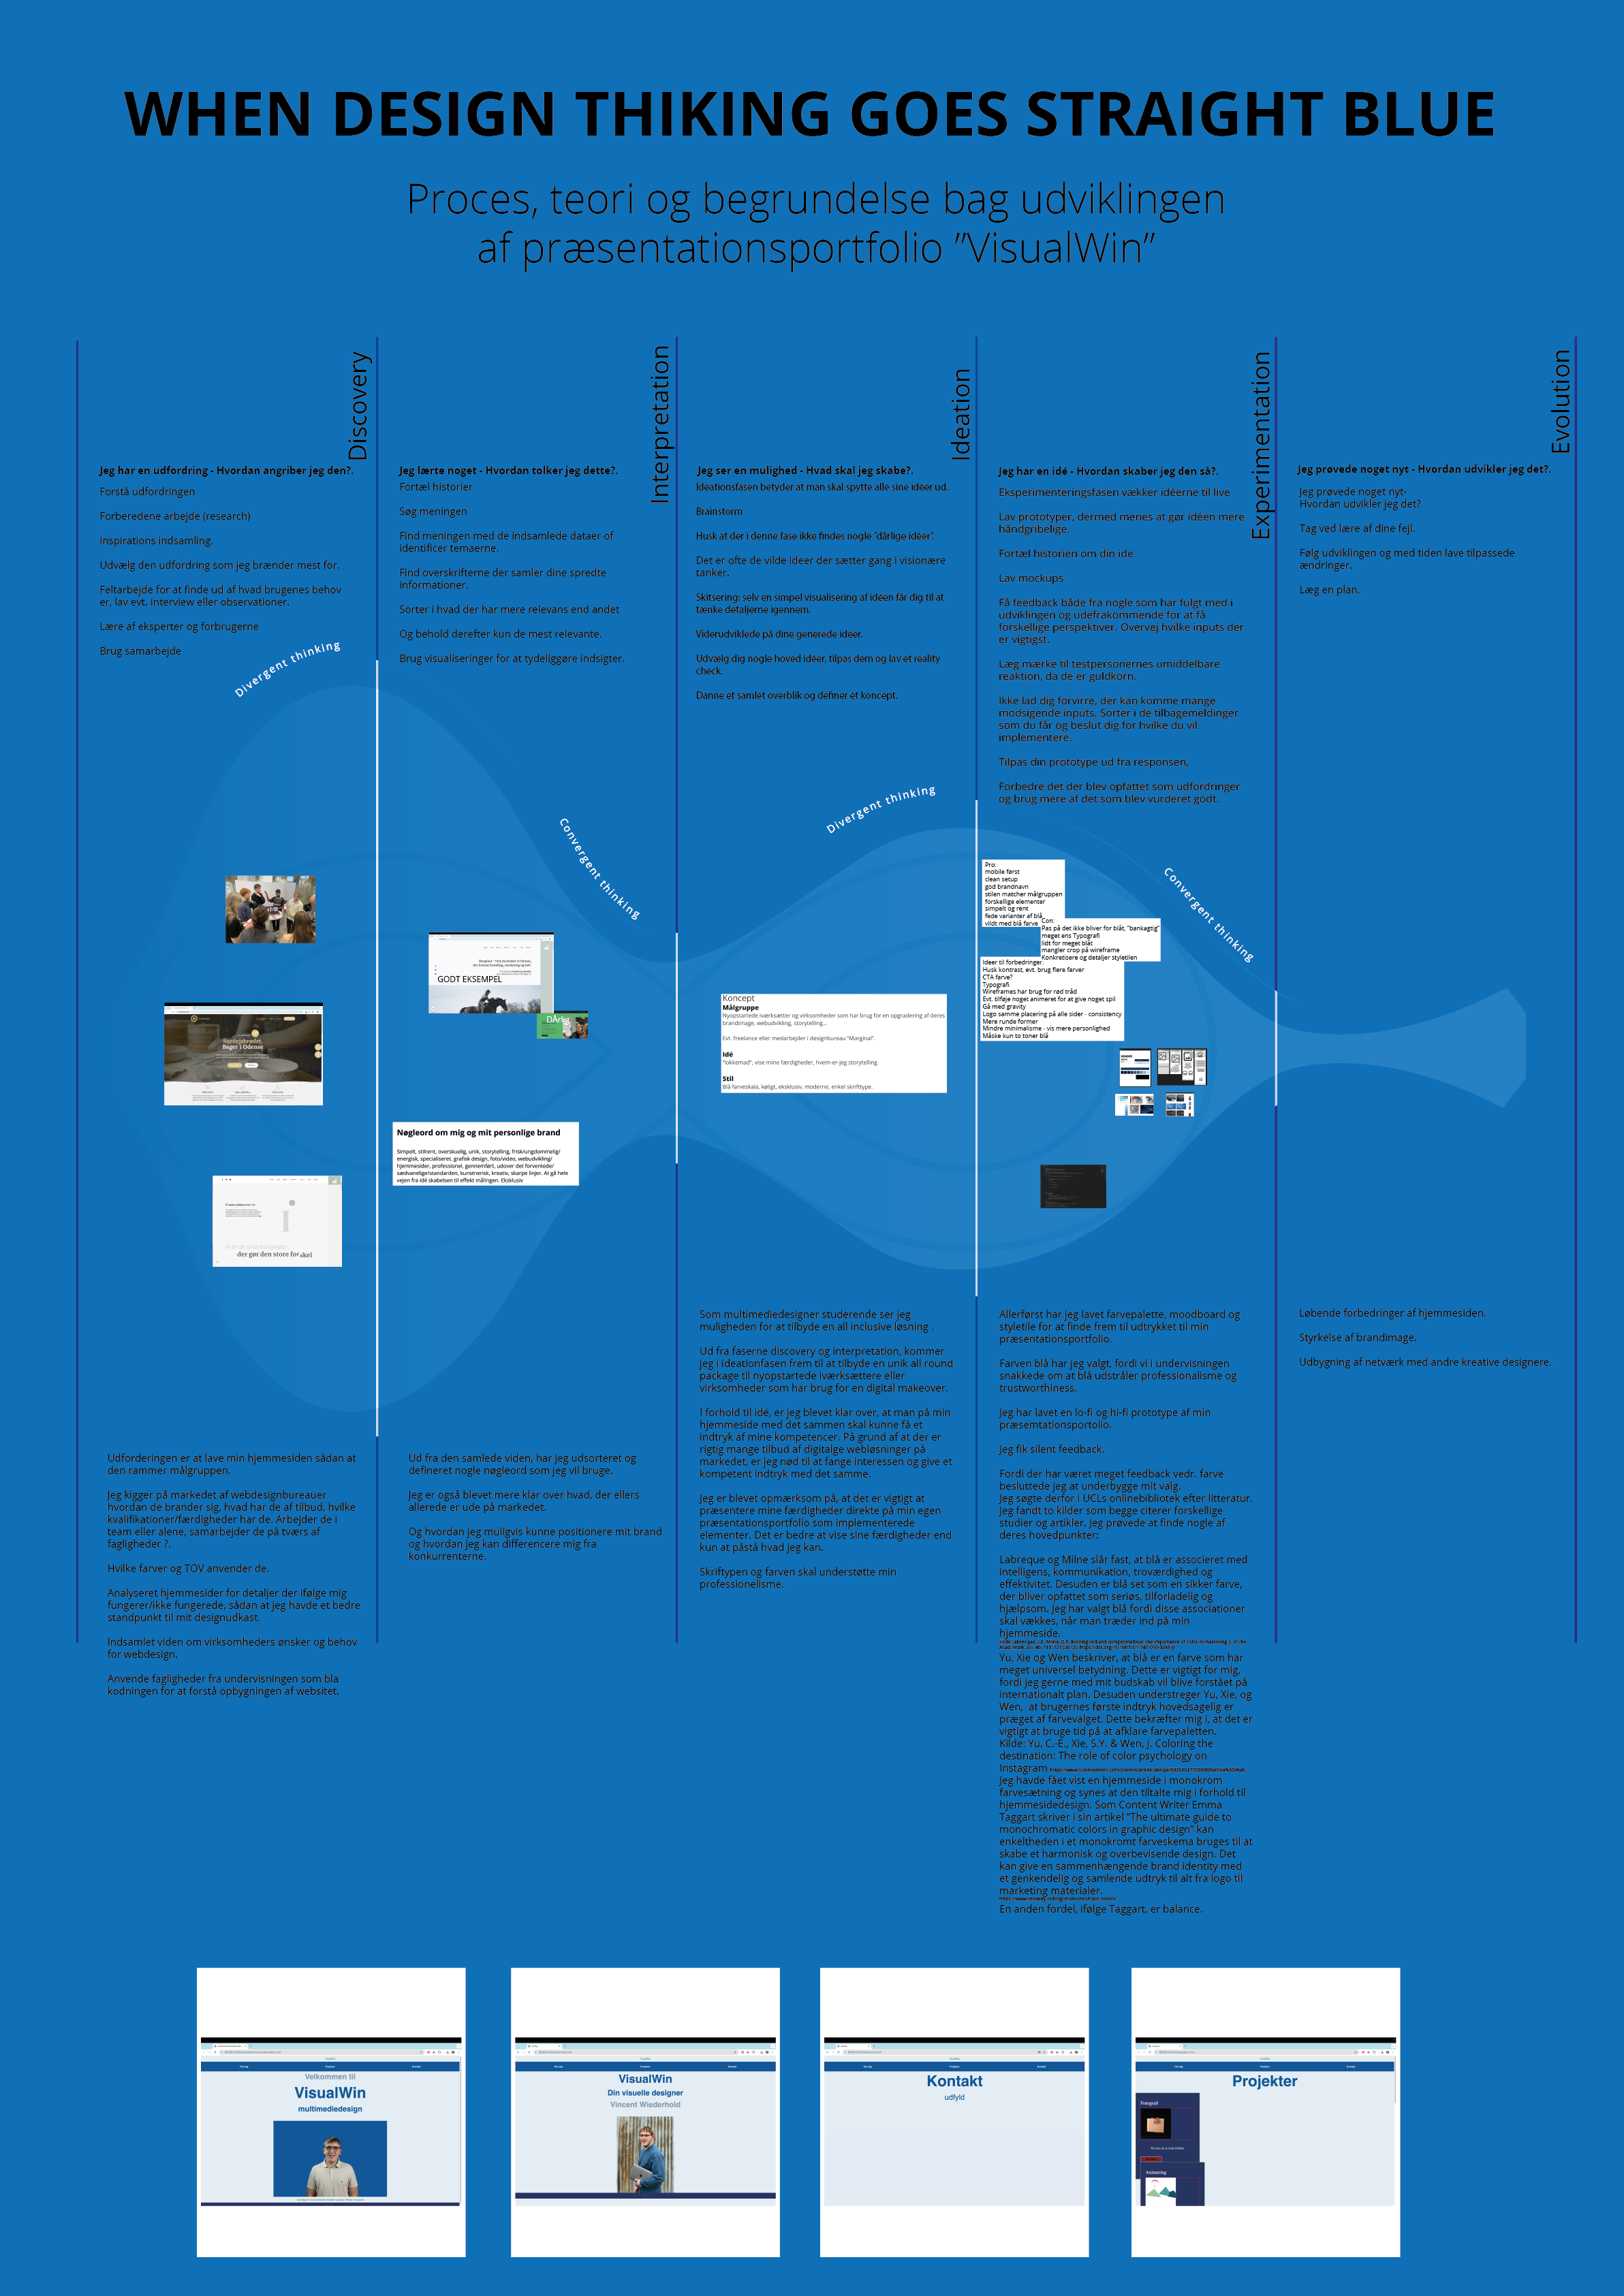 WHEN DESIGN THIKING GOES STRAIGHT BLUE
Proces, teori og begrundelse bag udviklingen
af præsentationsportfolio ”VisualWin”
Discovery
Jeg har en udfordring - Hvordan angriber jeg den?.
Forstå udfordringen
Forberedene arbejde (research)
Inspirations indsamling.
Udvælg den udfordring som jeg brænder mest for.
Feltarbejde for at finde ud af hvad brugenes behov
er, lav evt. interview eller observationer.
Lære af eksperter og forbrugerne
Brug samarbejde
Divergent thinking
Surdejsbrødet.
Bager i Odense
der gør den store forskel
Udforderingen er at lave min hjemmesiden sådan at
den rammer målgruppen.
Jeg kigger på markedet af webdesignbureauer
hvordan de brander sig, hvad har de af tilbud, hvilke
kvalifikationer/færdigheder har de. Arbejder de i
team eller alene, samarbejder de på tværs af
fagligheder ?.
Hvilke farver og TOV anvender de.
Analyseret hjemmesider for detaljer der ifølge mig
fungerer/ikke fungerede, sådan at jeg havde et bedre
standpunkt til mit designudkast.
Indsamlet viden om virksomheders ønsker og behov
for webdesign.
Anvende fagligheder fra undervisningen som bla
kodningen for at forstå opbygningen af websitet.
Interpretation
Jeg lærte noget - Hvordan tolker jeg dette?.
Fortæl historier
Søg meningen
Find meningen med de indsamlede dataer of
identificer temaerne.
Find overskrifterne der samler dine spredte
informationer.
Sorter i hvad der har mere relevans end andet
Og behold derefter kun de mest relevante.
Brug visualiseringer for at tydeliggøre indsigter.
Convergent thinking
GODT EKSEMPEL
DÅrlig
Nøgleord om mig og mit personlige brand
Simpelt, stilrent, overskuelig, unik, storytelling, frisk/ungdommelig/
energisk, specialiseret. grafisk design, foto/video, webudvikling/
hjemmesider, professionel, gennemført, udover det forventede/
sædvanelige/standarden, kunstnerisk, kreativ, skarpe linjer. At gå hele
vejen fra idé skabelsen til effekt målingen. Eksklusiv
Ud fra den samlede viden, har jeg udsorteret og
defineret nogle nøgleord som jeg vil bruge.
Jeg er også blevet mere klar over hvad, der ellers
allerede er ude på markedet.
Og hvordan jeg muligvis kunne positionere mit brand
og hvordan jeg kan differencere mig fra
konkurrenterne.
Ideation
Jeg ser en mulighed - Hvad skal jeg skabe?.
Ideationsfasen betyder at man skal spytte alle sine idéer ud.
Brainstorm
Husk at der i denne fase ikke findes nogle ”dårlige idéer”.
Det er ofte de vilde ideer der sætter gang i visionære
tanker.
Skitsering: selv en simpel visualisering af idéen får dig til at
tænke detaljerne igennem.
Viderudviklede på dine generede ideer.
Udvælg dig nogle hoved idéer, tilpas dem og lav et reality
check.
Danne et samlet overblik og definer et koncept.
Divergent thinking
Koncept
Målgruppe
Nyopstartede iværksætter og virksomheder som har brug for en opgradering af deres
brandimage, webudvikling, storytelling...
Evt. freelance eller medarbejder i designbureau ”Marginal”.
Idé
”lokkemad”, vise mine færdigheder, hvem-er-jeg storytelling
Stil
Blå farveskala, køligt, eksklusiv, moderne, enkel skrifttype.
Som multimediedesigner studerende ser jeg
muligheden for at tilbyde en all inclusive løsning .
Ud fra faserne discovery og interpretation, kommer
jeg i ideationfasen frem til at tilbyde en unik all round
package til nyopstartede iværksættere eller
virksomheder som har brug for en digital makeover.
I forhold til idé, er jeg blevet klar over, at man på min
hjemmeside med det sammen skal kunne få et
indtryk af mine kompetencer. På grund af at der er
rigtig mange tilbud af digitalge webløsninger på
markedet, er jeg nød til at fange interessen og give et
kompetent indtryk med det samme.
Jeg er blevet opmærksom på, at det er vigtigt at
præsentere mine færdigheder direkte på min egen
præsentationsportfolio som implementerede
elementer. Det er bedre at vise sine færdigheder end
kun at påstå hvad jeg kan.
Skriftypen og farven skal understøtte min
professionelisme.
Experimentation
Jeg har en idé - Hvordan skaber jeg den så?.
Eksperimenteringsfasen vækker idéerne til live
Lav prototyper, dermed menes at gør idéen mere
håndgribelige.
Fortæl historien om din ide
Lav mockups
Få feedback både fra nogle som har fulgt med i
udviklingen og udefrakommende for at få
forskellige perspektiver. Overvej hvilke inputs der
er vigtigst.
Læg mærke til testpersonernes umiddelbare
reaktion, da de er guldkorn.
Ikke lad dig forvirre, der kan komme mange
modsigende inputs. Sorter i de tilbagemeldinger
som du får og beslut dig for hvilke du vil
implementere.
Tilpas din prototype ud fra responsen,
Forbedre det der blev opfattet som udfordringer
og brug mere af det som blev vurderet godt.
Convergent thinking
Pro:
mobile først
clean setup
god brandnavn
stilen matcher målgruppen
forskellige elementer
simpelt og rent
fede varianter af blå
vildt med blå farve
Con:
Pas på det ikke bliver for blåt, ”bankagtig”
meget ens Typografi
lidt for meget blåt
mangler crop på wireframe
Konkretisere og detaljer styletilen
Ideer til forbedringer:
Husk kontrast, evt. brug flere farver
CTA farve?
Typografi
Wireframes har brug for rød tråd
Evt. tilføje noget animeret for at give noget spil
Gå med gravity
Logo samme placering på alle sider - consistency
Mere runde former
Mindre minimalisme - vis mere personlighed
Måske kun to toner blå
Allerførst har jeg lavet farvepalette, moodboard og
styletile for at finde frem til udtrykket til min
præsentationsportfolio.
Farven blå har jeg valgt, fordi vi i undervisningen
snakkede om at blå udstråler professionalisme og
trustworthiness.
Jeg har lavet en lo-fi og hi-fi prototype af min
præsemtationsportfolio.
Jeg fik silent feedback.
Fordi der har været meget feedback vedr. farve
besluttede jeg at underbygge mit valg.
Jeg søgte derfor i UCLs onlinebibliotek efter litteratur.
Jeg fandt to kilder som begge citerer forskellige
studier og artikler. Jeg prøvede at finde nogle af
deres hovedpunkter:
Labreque og Milne slår fast, at blå er associeret med
intelligens, kommunikation, troværdighed og
effektivitet. Desuden er blå set som en sikker farve,
der bliver opfattet som seriøs, tilforladelig og
hjælpsom. Jeg har valgt blå fordi disse associationer
skal vækkes, når man træder ind på min
hjemmeside.
Yu, Xie og Wen beskriver, at blå er en farve som har
meget universel betydning. Dette er vigtigt for mig,
fordi jeg gerne med mit budskab vil blive forstået på
internationalt plan. Desuden understreger Yu, Xie, og
Wen, at brugernes første indtryk hovedsagelig er
præget af farvevalget. Dette bekræfter mig i, at det er
vigtigt at bruge tid på at afklare farvepaletten.
Kilde: Yu, C.-E., Xie, S.Y. & Wen, J. Coloring the
destination: The role of color psychology on
Instagram
Jeg havde fået vist en hjemmeside i monokrom
farvesætning og synes at den tiltalte mig i forhold til
hjemmesidedesign. Som Content Writer Emma
Taggart skriver i sin artikel ”The ultimate guide to
monochromatic colors in graphic design” kan
enkeltheden i et monokromt farveskema bruges til at
skabe et harmonisk og overbevisende design. Det
kan give en sammenhængende brand identity med
et genkendelig og samlende udtryk til alt fra logo til
marketing materialer.
En anden fordel, ifølge Taggart, er balance.
Evolution
Jeg prøvede noget nyt - Hvordan udvikler jeg det?.
Jeg prøvede noget nyt-
Hvordan udvikler jeg det?
Tag ved lære af dine fejl.
Følg udviklingen og med tiden lave tilpassede
ændringer.
Læg en plan.
Løbende forbedringer af hjemmesiden.
Styrkelse af brandimage.
Udbygning af netværk med andre kreative designere.
Velkommen til
VisualWin
multimediedesign
VisualWin
Din visuelle designer
Vincent Wiederhold
Kontakt
udfyld
Projekter
Fotografi
Animering